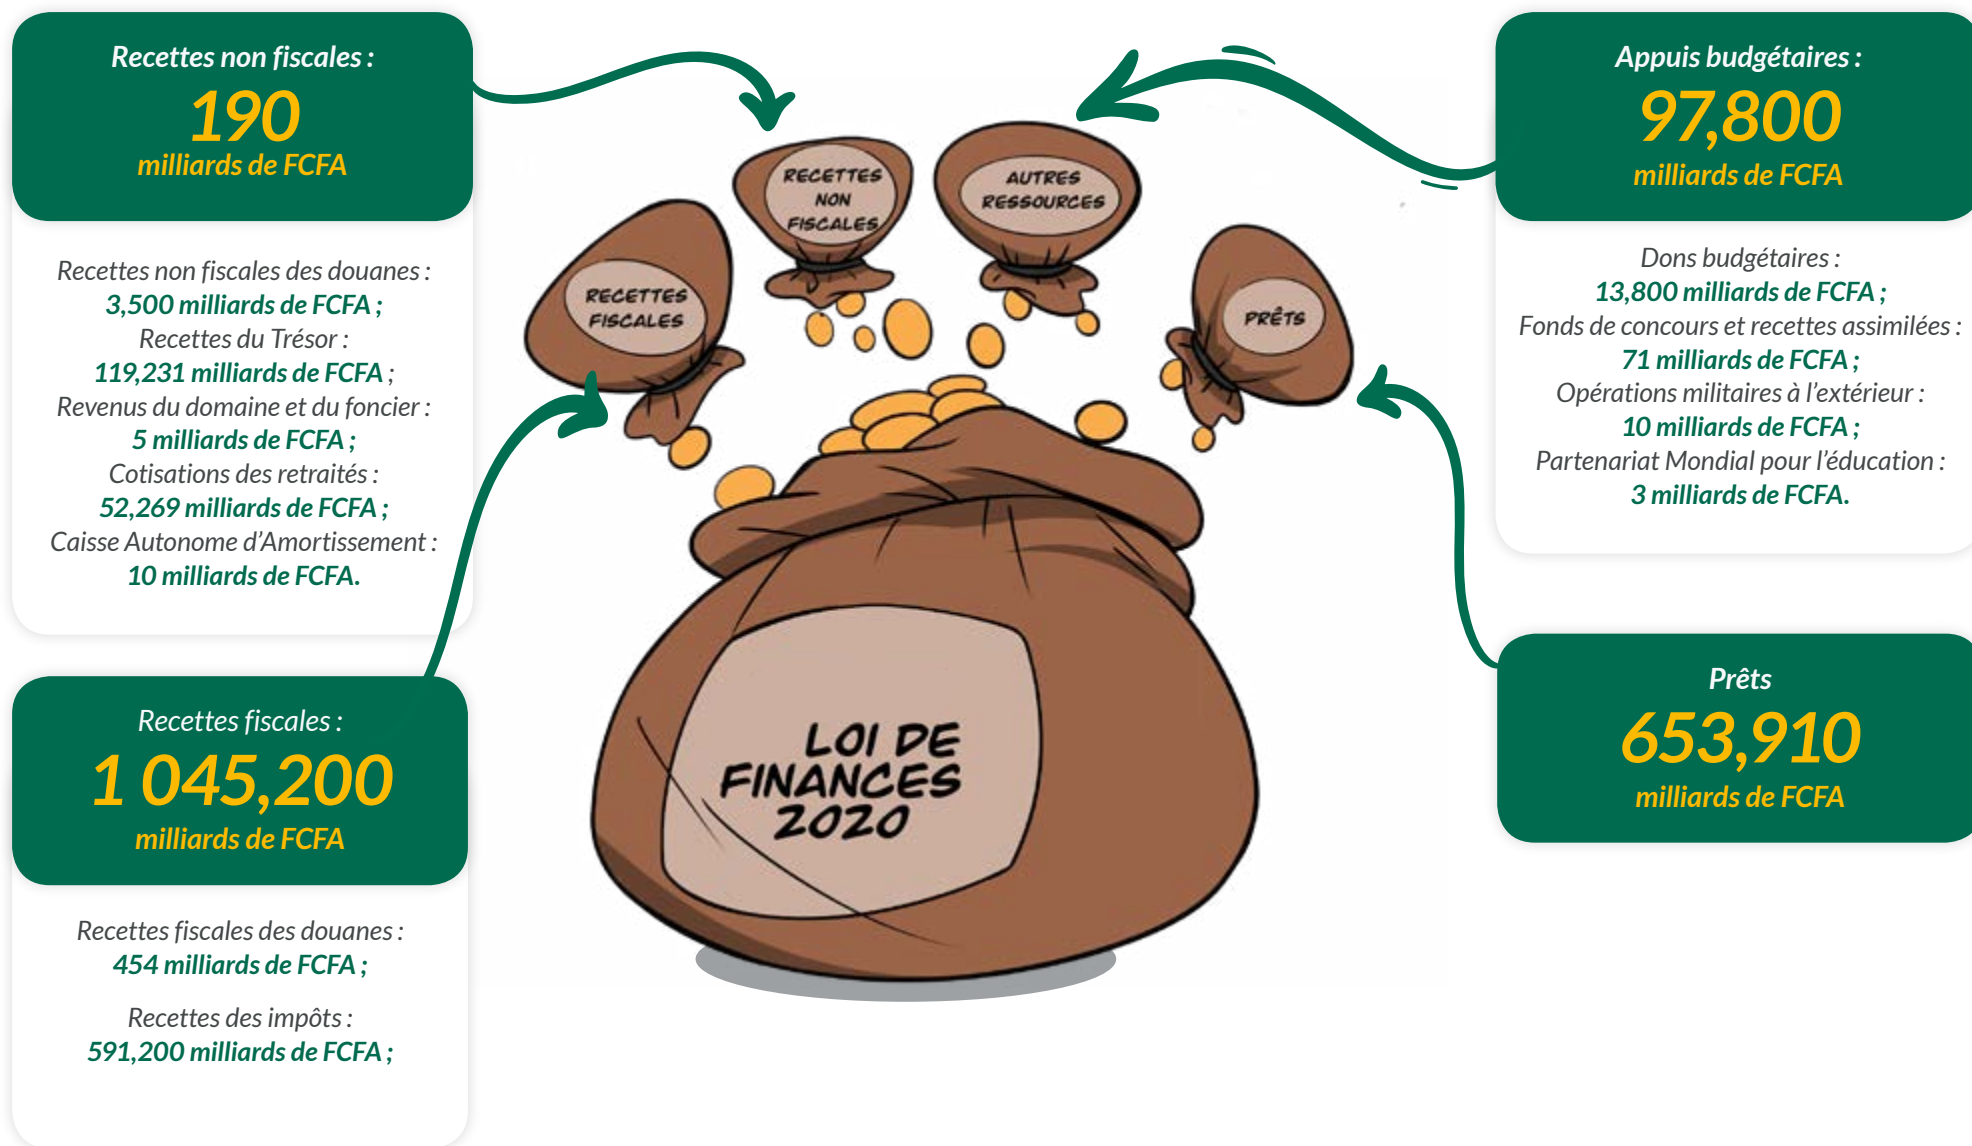 Recettes non fiscales :
190
milliards de FCFA
Recettes non fiscales des douanes :
3,500 milliards de FCFA ;
Recettes du Trésor :
119,231 milliards de FCFA ;
Revenus du domaine et du foncier :
5 milliards de FCFA ;
Cotisations des retraités :
52,269 milliards de FCFA ;
Caisse Autonome d’Amortissement :
10 milliards de FCFA.
Recettes fiscales :
1 045,200
milliards de FCFA
Recettes fiscales des douanes :
454 milliards de FCFA ;
Recettes des impôts :
591,200 milliards de FCFA ;
RECETTES
FISCALES
RECETTES
NON
FISCALES
AUTRES
RESSOURCES
PRÊTS
LOI DE
FINANCES
2020
Appuis budgétaires :
97,800
milliards de FCFA
Dons budgétaires :
13,800 milliards de FCFA ;
Fonds de concours et recettes assimilées :
71 milliards de FCFA ;
Opérations militaires à l’extérieur :
10 milliards de FCFA ;
Partenariat Mondial pour l’éducation :
3 milliards de FCFA.
Prêts
653,910
milliards de FCFA